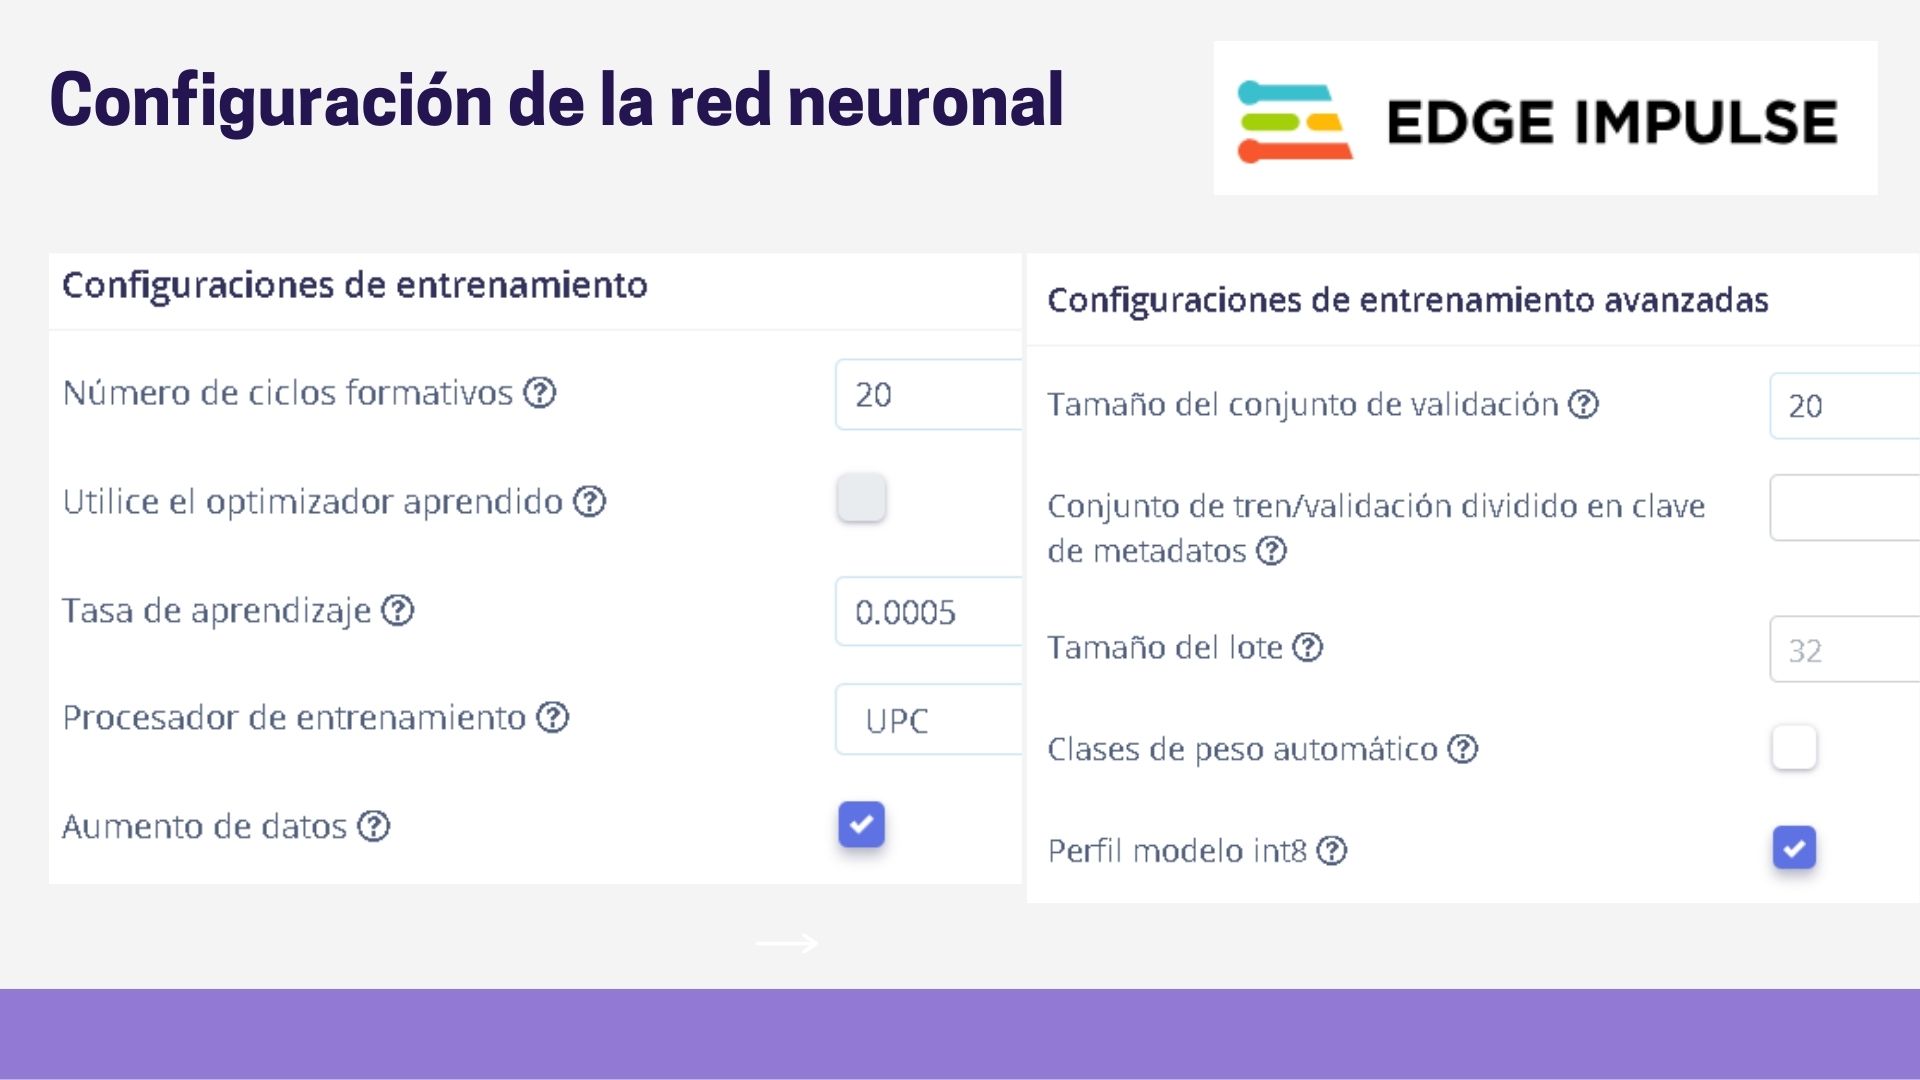 Configuración de la red neuronal
EDGE IMPULSE
Configuraciones de entrenamiento
Número de ciclos formativos ?
20
Utilice el optimizador aprendido ?
Tasa de aprendizaje ?
0.0005
Procesador de entrenamiento ?
UPC
Aumento de datos ?
Configuraciones de entrenamiento avanzadas
Tamaño del conjunto de validación ?
20
Conjunto de tren/validación dividido en clave
de metadatos ?
Tamaño del lote ?
32
Clases de peso automático ?
Perfil modelo int8 ?